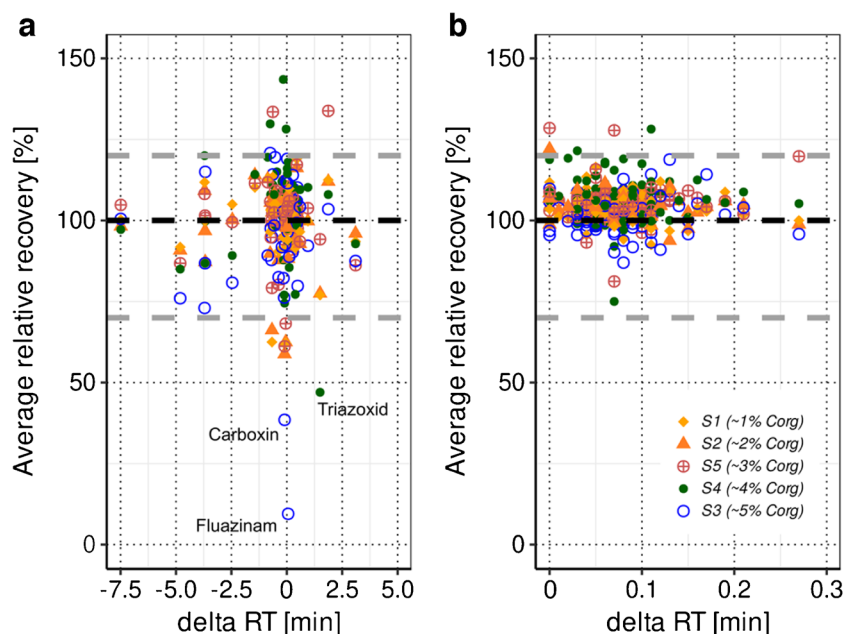 a
b
Average relative recovery [%]
150
100
50
0
Triazoxid
Carboxin
Fluazinam
-7.5 -5.0 -2.5 0 2.5 5.0
delta RT [min]
Average relative recovery [%]
150
100
50
0
S1 (~1% Corg)
S2 (~2% Corg)
S5 (~3% Corg)
S4 (~4% Corg)
S3 (~5% Corg)
0 0.1 0.2 0.3
delta RT [min]